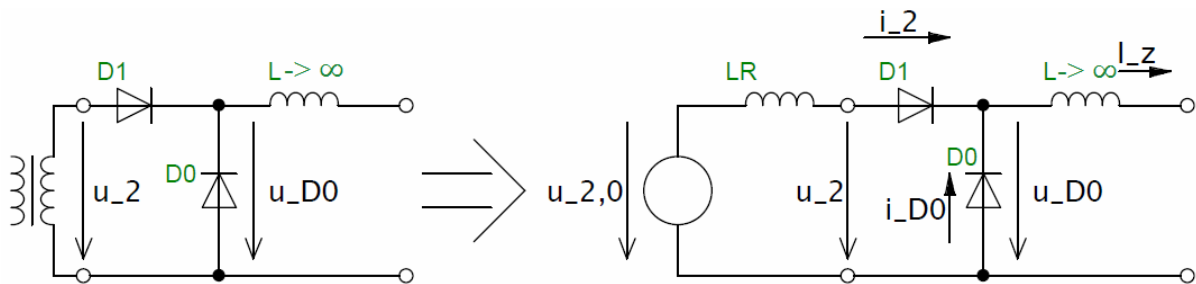 D1
L-> ∞
D0
u_2
u_D0
i_2
LR
D1
L-> ∞
I_z
D0
u_2,0
u_2
i_D0
u_D0